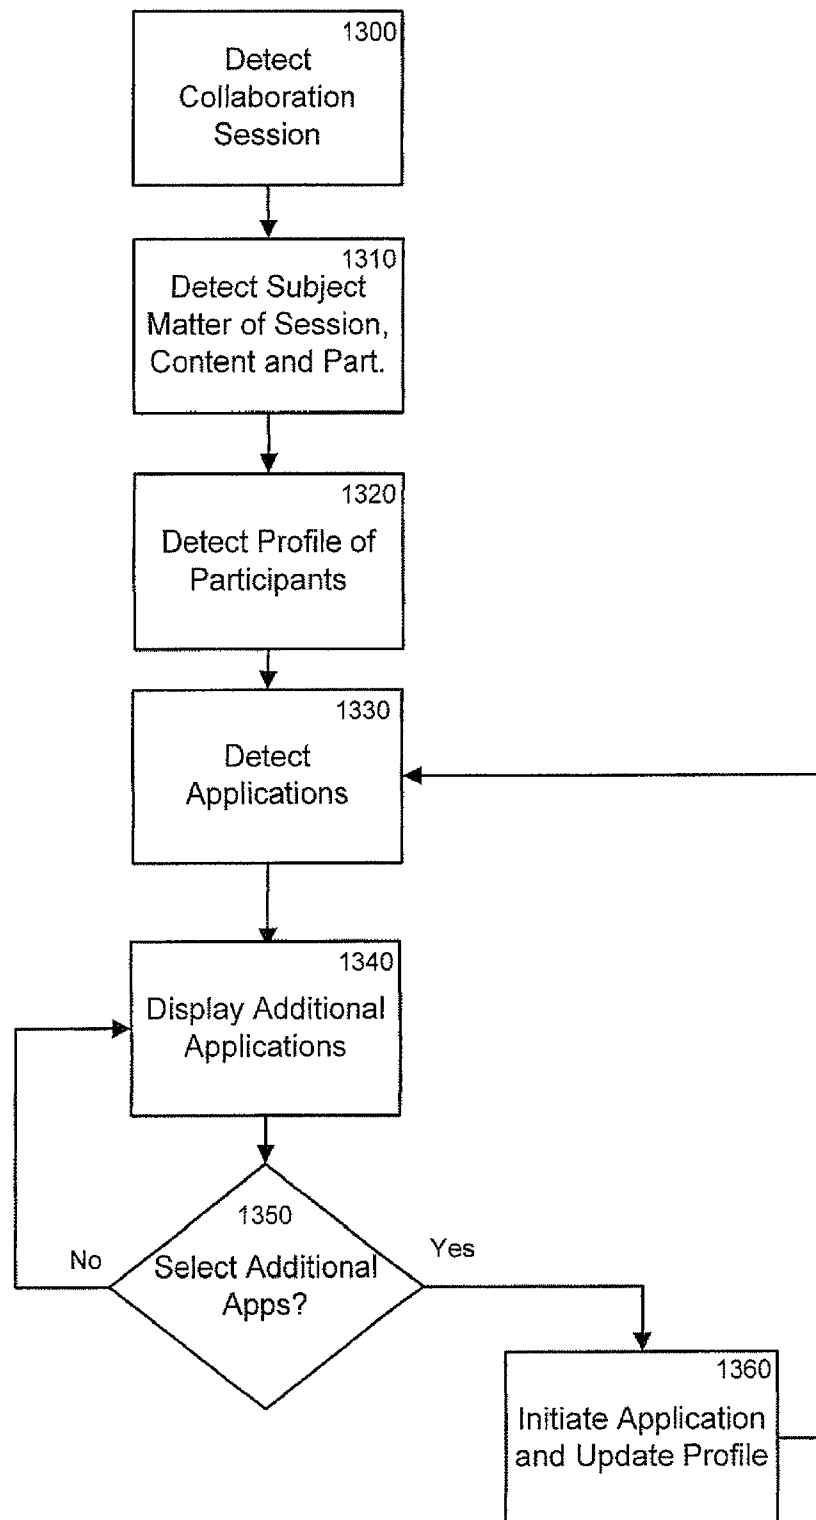 1300
Detect
Collaboration
Session
1310
Detect Subject
Matter of Session,
Content and Part.
1320
Detect Profile of
Participants
1330
Detect
Applications
1340
Display Additional
Applications
1350
No
Yes
Select Additional
Apps?
1360
Initiate Application
and Update Profile